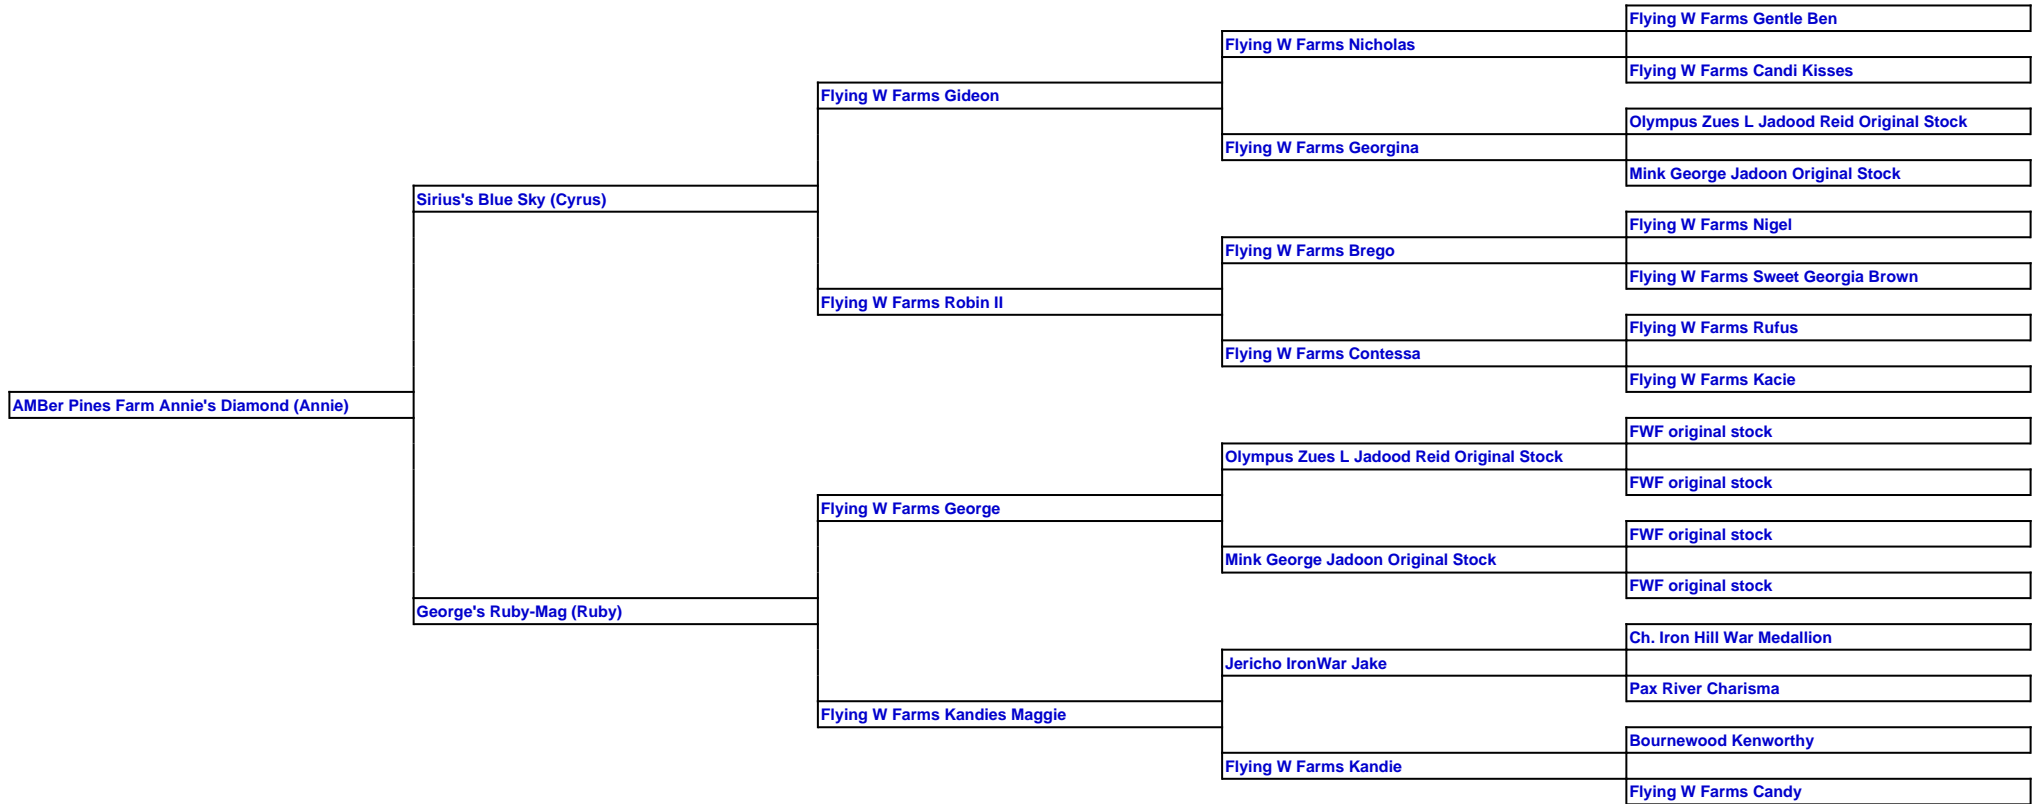 Flying W Farms Gentle Ben
Flying W Farms Nicholas
Flying W Farms Candi Kisses
Flying W Farms Gideon
Olympus Zues L Jadood Reid Original Stock
Flying W Farms Georgina
Mink George Jadoon Original Stock
Sirius's Blue Sky (Cyrus)
Flying W Farms Nigel
Flying W Farms Brego
Flying W Farms Sweet Georgia Brown
Flying W Farms Robin II
Flying W Farms Rufus
Flying W Farms Contessa
Flying W Farms Kacie
AMBer Pines Farm Annie's Diamond (Annie)
FWF original stock
Olympus Zues L Jadood Reid Original Stock
FWF original stock
Flying W Farms George
FWF original stock
Mink George Jadoon Original Stock
FWF original stock
George's Ruby-Mag (Ruby)
Ch. Iron Hill War Medallion
Jericho IronWar Jake
Pax River Charisma
Flying W Farms Kandies Maggie
Bournewood Kenworthy
Flying W Farms Kandie
Flying W Farms Candy